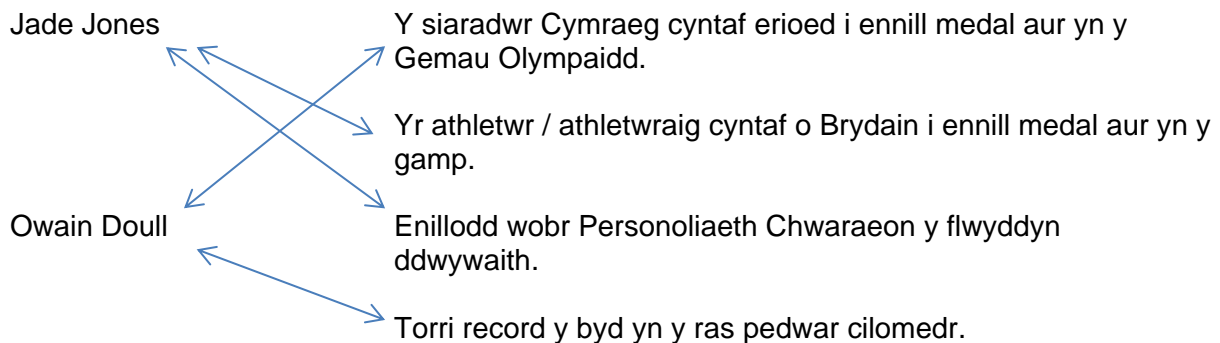 Jade Jones
Y siaradwr Cymraeg cyntaf erioed i ennill medal aur yn y
Gemau Olympaidd.
Yr athletwr / athletwraig cyntaf o Brydain i ennill medal aur yn y
gamp.
Owain Doull
Enillodd wobr Personoliaeth Chwaraeon y flwyddyn
ddwywaith.
Torri record y byd yn y ras pedwar cilomedr.